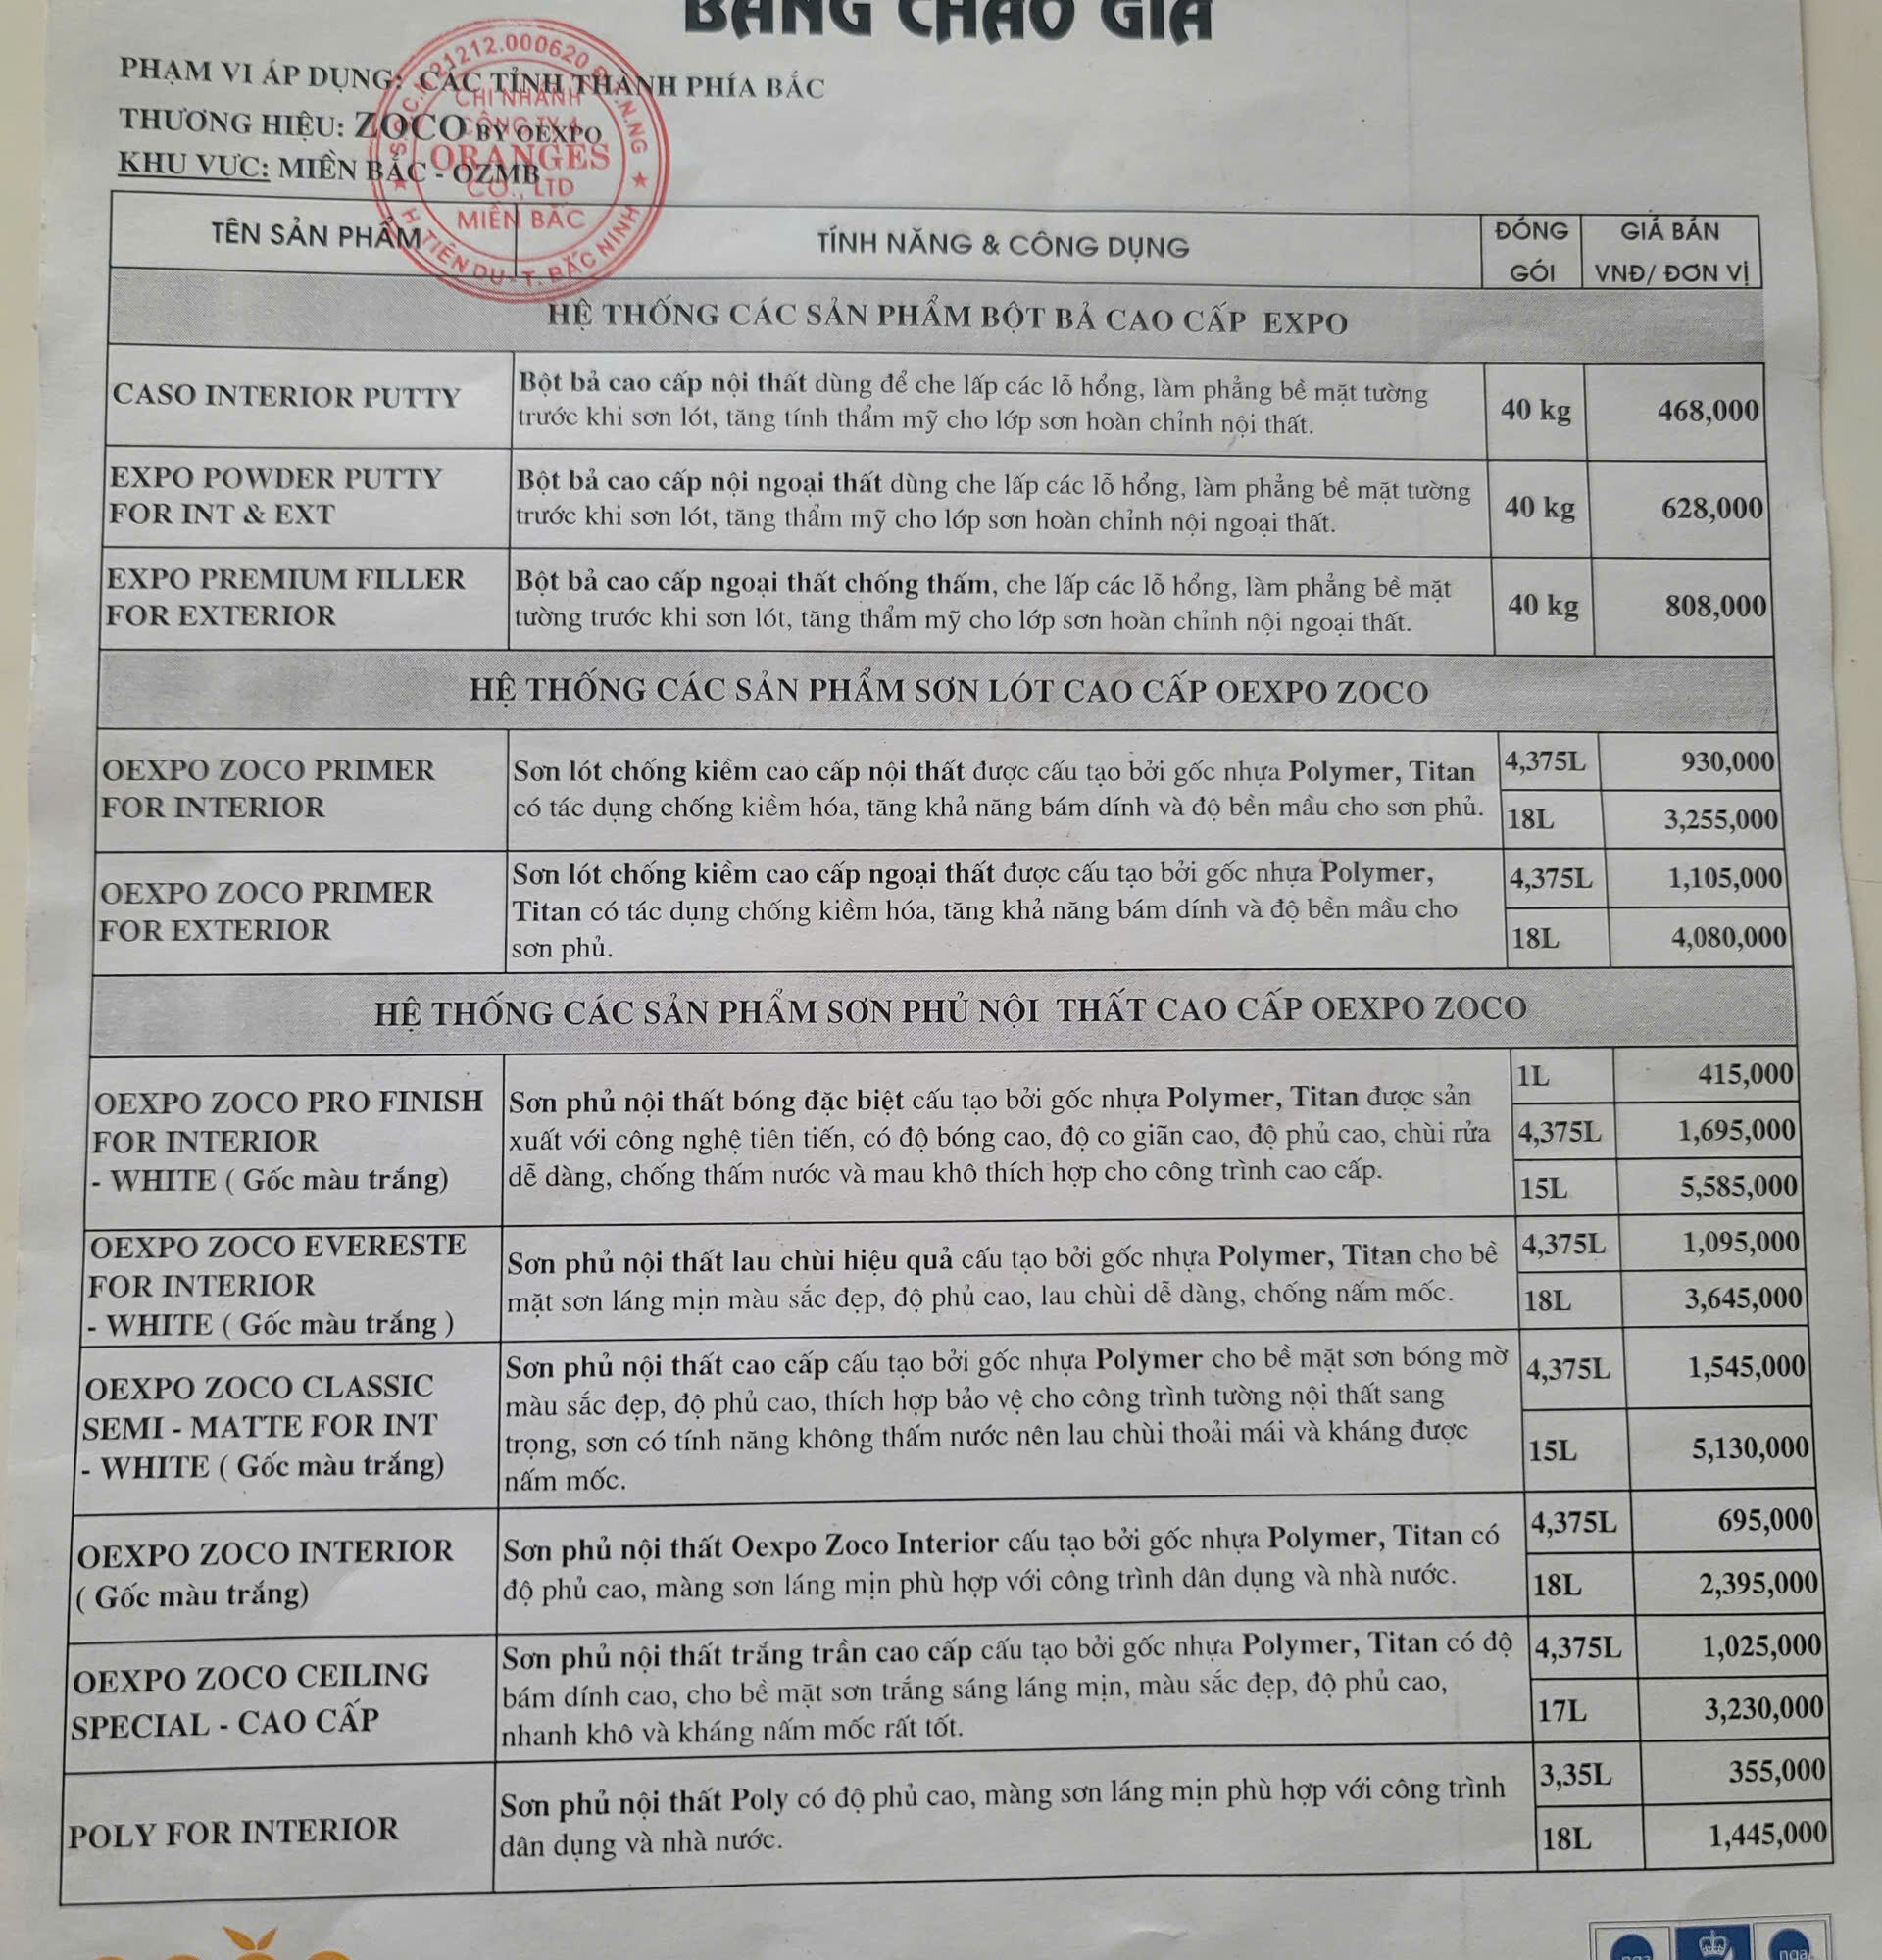 BẢNG CHÀO GIÁ
PHẠM VI ÁP DỤNG: CÁC TỈNH THÀNH PHÍA BẮC
THƯƠNG HIỆU: ZOCO BY OEXPO
KHU VỰC: MIỀN BẮC - OZMB
CHI NHÁNH
ORANGES
CO., LTD
MIỀN BẮC
H. TIÊN DU - T. BẮC NINH
TÊN SẢN PHẨM
TÍNH NĂNG & CÔNG DỤNG
ĐÓNG GÓI
GIÁ BÁN
VNĐ/ ĐƠN VỊ
HỆ THỐNG CÁC SẢN PHẨM BỘT BẢ CAO CẤP EXPO
CASO INTERIOR PUTTY
Bột bả cao cấp nội thất dùng để che lấp các lỗ hổng, làm phẳng bề mặt tường
trước khi sơn lót, tăng tính thẩm mỹ cho lớp sơn hoàn chỉnh nội thất.
40 kg
468,000
EXPO POWDER PUTTY
FOR INT & EXT
Bột bả cao cấp nội ngoại thất dùng che lấp các lỗ hổng, làm phẳng bề mặt tường
trước khi sơn lót, tăng thẩm mỹ cho lớp sơn hoàn chỉnh nội ngoại thất.
40 kg
628,000
EXPO PREMIUM FILLER
FOR EXTERIOR
Bột bả cao cấp ngoại thất chống thấm, che lấp các lỗ hổng, làm phẳng bề mặt
tường trước khi sơn lót, tăng thẩm mỹ cho lớp sơn hoàn chỉnh nội ngoại thất.
40 kg
808,000
HỆ THỐNG CÁC SẢN PHẨM SƠN LÓT CAO CẤP OEXPO ZOCO
OEXPO ZOCO PRIMER
FOR INTERIOR
Sơn lót chống kiềm cao cấp nội thất được cấu tạo bởi gốc nhựa Polymer, Titan
có tác dụng chống kiềm hóa, tăng khả năng bám dính và độ bền mầu cho sơn phủ.
4,375L
930,000
18L
3,255,000
OEXPO ZOCO PRIMER
FOR EXTERIOR
Sơn lót chống kiềm cao cấp ngoại thất được cấu tạo bởi gốc nhựa Polymer,
Titan có tác dụng chống kiềm hóa, tăng khả năng bám dính và độ bền mầu cho
sơn phủ.
4,375L
1,105,000
18L
4,080,000
HỆ THỐNG CÁC SẢN PHẨM SƠN PHỦ NỘI THẤT CAO CẤP OEXPO ZOCO
OEXPO ZOCO PRO FINISH
FOR INTERIOR
- WHITE ( Gốc màu trắng)
Sơn phủ nội thất bóng đặc biệt cấu tạo bởi gốc nhựa Polymer, Titan được sản
xuất với công nghệ tiên tiến, có độ bóng cao, độ co giãn cao, độ phủ cao, chùi rửa
dễ dàng, chống thấm nước và mau khô thích hợp cho công trình cao cấp.
1L
415,000
4,375L
1,695,000
15L
5,585,000
OEXPO ZOCO EVERESTE
FOR INTERIOR
- WHITE ( Gốc màu trắng )
Sơn phủ nội thất lau chùi hiệu quả cấu tạo bởi gốc nhựa Polymer, Titan cho bề
mặt sơn láng mịn màu sắc đẹp, độ phủ cao, lau chùi dễ dàng, chống nấm mốc.
4,375L
1,095,000
18L
3,645,000
OEXPO ZOCO CLASSIC
SEMI - MATTE FOR INT
- WHITE ( Gốc màu trắng)
Sơn phủ nội thất cao cấp cấu tạo bởi gốc nhựa Polymer cho bề mặt sơn bóng mờ
màu sắc đẹp, độ phủ cao, thích hợp bảo vệ cho công trình tường nội thất sang
trọng, sơn có tính năng không thấm nước nên lau chùi thoải mái và kháng được
nấm mốc.
4,375L
1,545,000
15L
5,130,000
OEXPO ZOCO INTERIOR
( Gốc màu trắng)
Sơn phủ nội thất Oexpo Zoco Interior cấu tạo bởi gốc nhựa Polymer, Titan có
độ phủ cao, màng sơn láng mịn phù hợp với công trình dân dụng và nhà nước.
4,375L
695,000
18L
2,395,000
OEXPO ZOCO CEILING
SPECIAL - CAO CẤP
Sơn phủ nội thất trắng trần cao cấp cấu tạo bởi gốc nhựa Polymer, Titan có độ
bám dính cao, cho bề mặt sơn trắng sáng láng mịn, màu sắc đẹp, độ phủ cao,
nhanh khô và kháng nấm mốc rất tốt.
4,375L
1,025,000
17L
3,230,000
POLY FOR INTERIOR
Sơn phủ nội thất Poly có độ phủ cao, màng sơn láng mịn phù hợp với công trình
dân dụng và nhà nước.
3,35L
355,000
18L
1,445,000